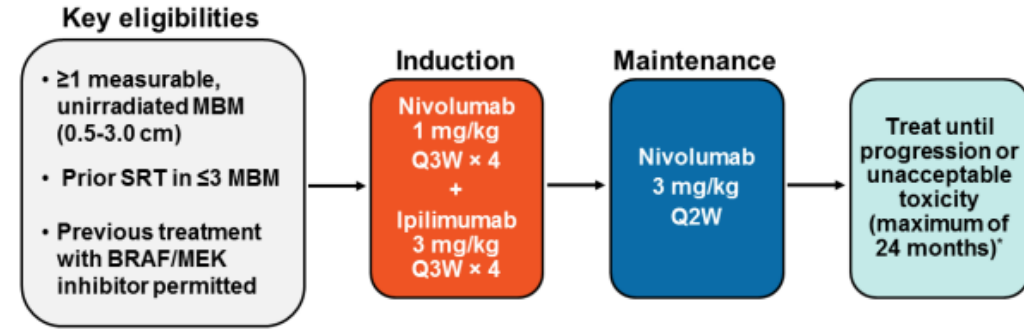 Key eligibilities
• ≥1 measurable,
unirradiated MBM
(0.5-3.0 cm)
• Prior SRT in ≤3 MBM
• Previous treatment
with BRAF/MEK
inhibitor permitted
Induction
Nivolumab
1 mg/kg
Q3W × 4
+
Ipilimumab
3 mg/kg
Q3W × 4
Maintenance
Nivolumab
3 mg/kg
Q2W
Treat until
progression or
unacceptable
toxicity
(maximum of
24 months)*